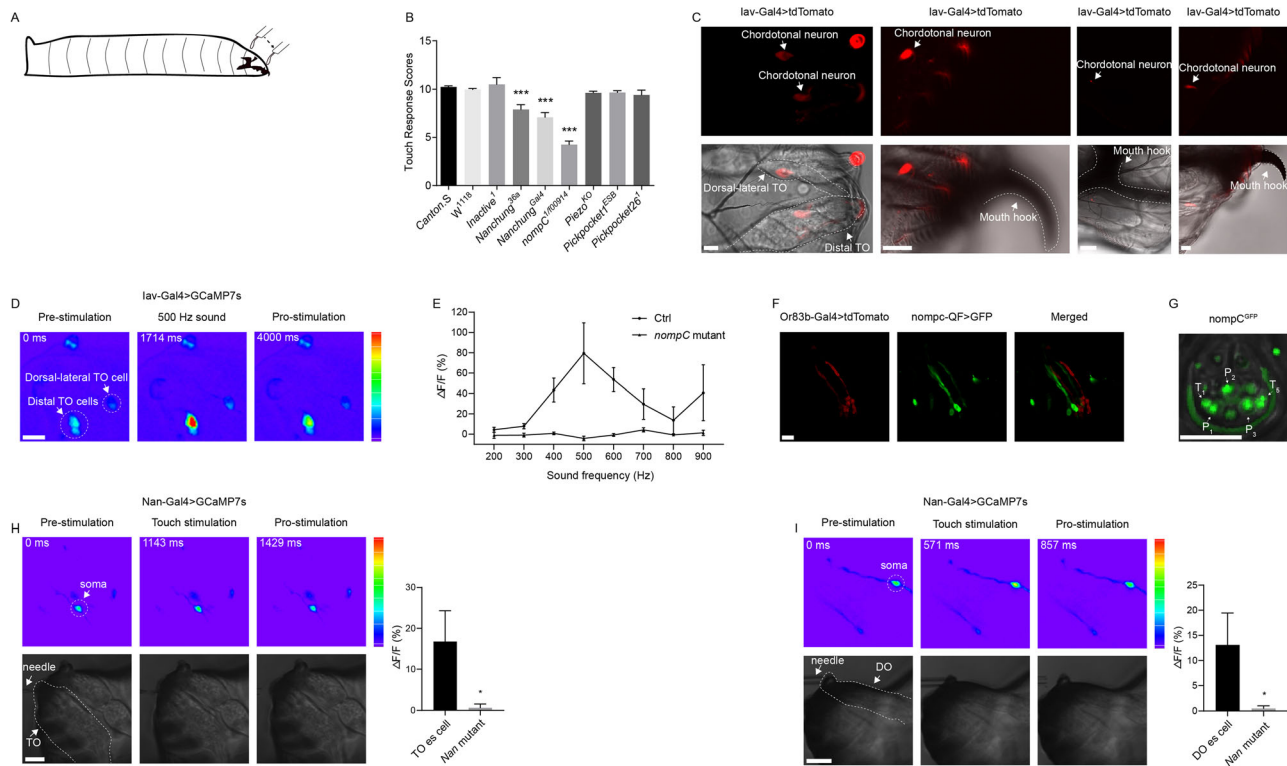 A
B
Touch Response Scores
15
10
5
0
***
***
***
Canton S
W1118
Inactive1
Nanchung36a
NanchungGal4
nompC1/f00914
PiezoKO
Pickpocket1ESB
Pickpocket261
C
Iav-Gal4>tdTomato
Iav-Gal4>tdTomato
Iav-Gal4>tdTomato
Iav-Gal4>tdTomato
Chordotonal neuron
Chordotonal neuron
Chordotonal neuron
Chordotonal neuron
Chordotonal neuron
Dorsal-lateral TO
Distal TO
Mouth hook
Mouth hook
Mouth hook
D
Iav-Gal4>GCaMP7s
Pre-stimulation
500 Hz sound
Pro-stimulation
0 ms
1714 ms
4000 ms
Dorsal-lateral TO cell
Distal TO cells
E
Ctrl
nompC mutant
ΔF/F (%)
120
100
80
60
40
20
0
200 300 400 500 600 700 800 900
Sound frequency (Hz)
F
Or83b-Gal4>tdTomato
nompc-QF>GFP
Merged
G
nompCGFP
P2
T4
T5
P1
P3
Nan-Gal4>GCaMP7s
H
Pre-stimulation
Touch stimulation
Pro-stimulation
0 ms
1143 ms
1429 ms
soma
needle
TO
ΔF/F (%)
30
20
10
0
*
TO es cell
Nan mutant
Nan-Gal4>GCaMP7s
I
Pre-stimulation
Touch stimulation
Pro-stimulation
0 ms
571 ms
857 ms
soma
needle
DO
ΔF/F (%)
25
20
15
10
5
0
*
DO es cell
Nan mutant